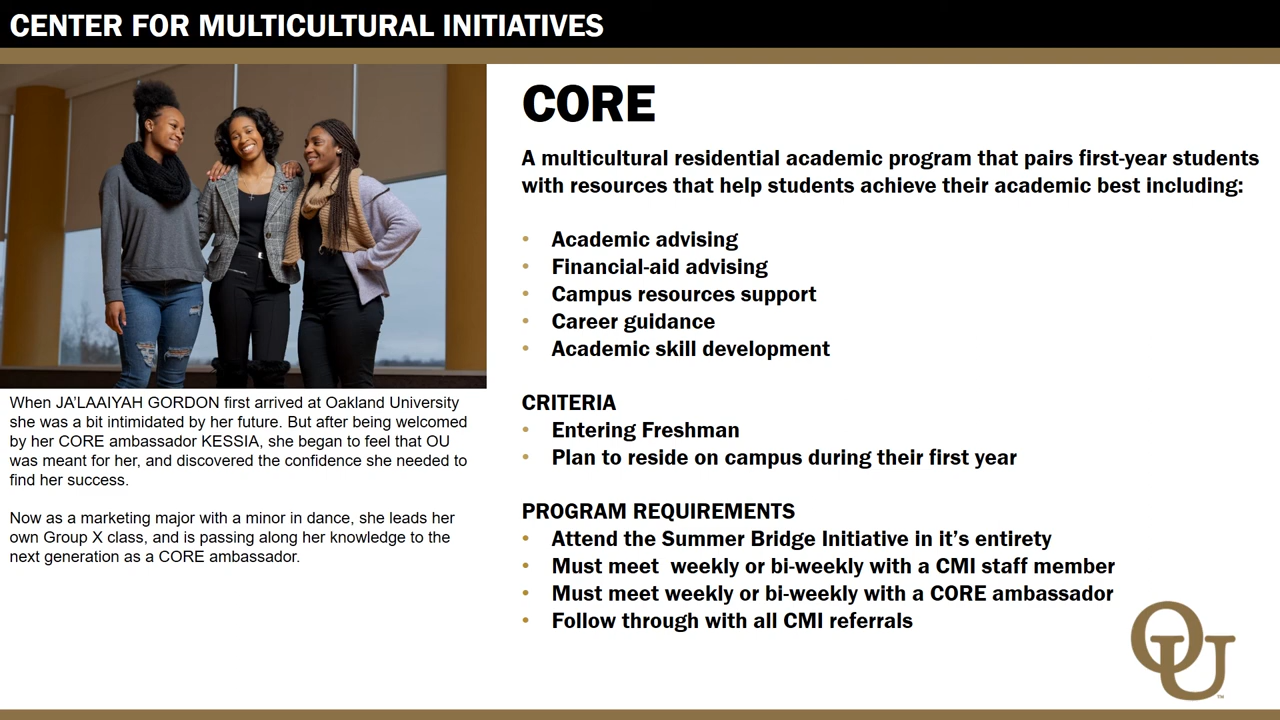 CENTER FOR MULTICULTURAL INITIATIVES
When JA'LAAIYAH GORDON first arrived at Oakland University
she was a bit intimidated by her future. But after being welcomed
by her CORE ambassador KESSIA, she began to feel that OU
was meant for her, and discovered the confidence she needed to
find her success.
Now as a marketing major with a minor in dance, she leads her
own Group X class, and is passing along her knowledge to the
next generation as a CORE ambassador.
CORE
A multicultural residential academic program that pairs first-year students
with resources that help students achieve their academic best including:
• Academic advising
• Financial-aid advising
• Campus resources support
• Career guidance
• Academic skill development
CRITERIA
• Entering Freshman
• Plan to reside on campus during their first year
PROGRAM REQUIREMENTS
• Attend the Summer Bridge Initiative in it’s entirety
• Must meet  weekly or bi-weekly with a CMI staff member
• Must meet weekly or bi-weekly with a CORE ambassador
• Follow through with all CMI referrals
OU
™